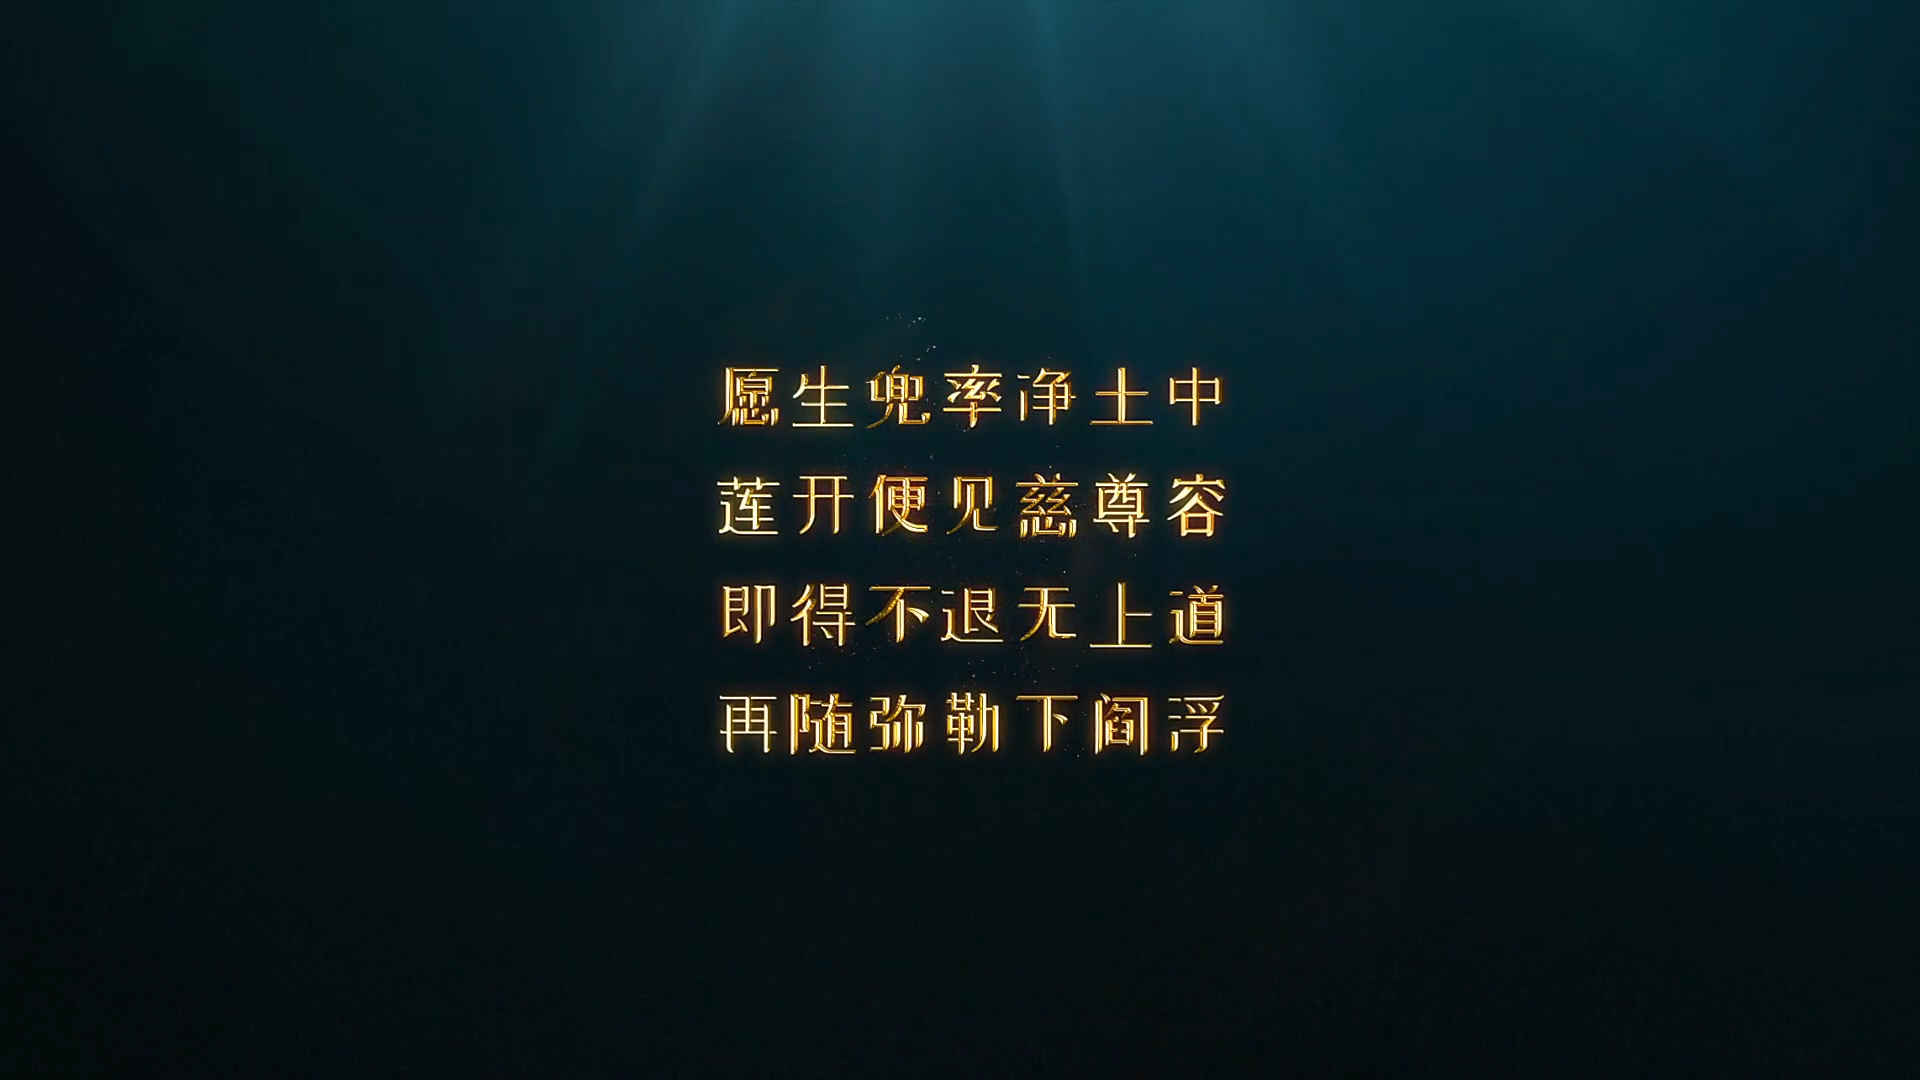 愿生兜率净土中
莲开便见慈尊容
即得不退无上道
再随弥勒下阎浮